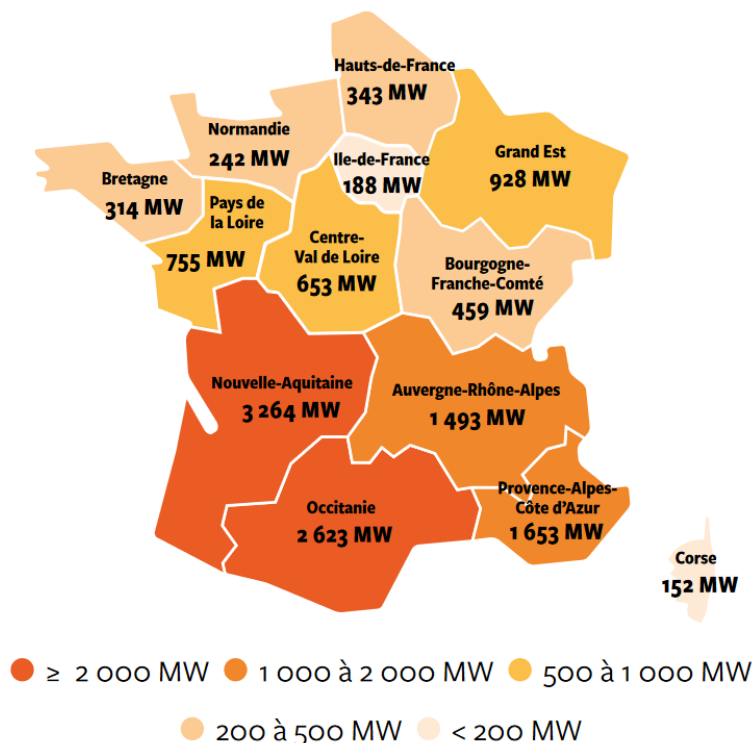 Hauts-de-France
343 MW
Normandie
242 MW
Ile-de-France
188 MW
Grand Est
928 MW
Bretagne
314 MW
Pays de
la Loire
755 MW
Centre-
Val de Loire
653 MW
Bourgogne-
Franche-Comté
459 MW
Nouvelle-Aquitaine
3 264 MW
Auvergne-Rhône-Alpes
1 493 MW
Occitanie
2 623 MW
Provence-Alpes-
Côte d'Azur
1 653 MW
Corse
152 MW
≥ 2 000 MW 1 000 à 2 000 MW 500 à 1 000 MW
200 à 500 MW < 200 MW